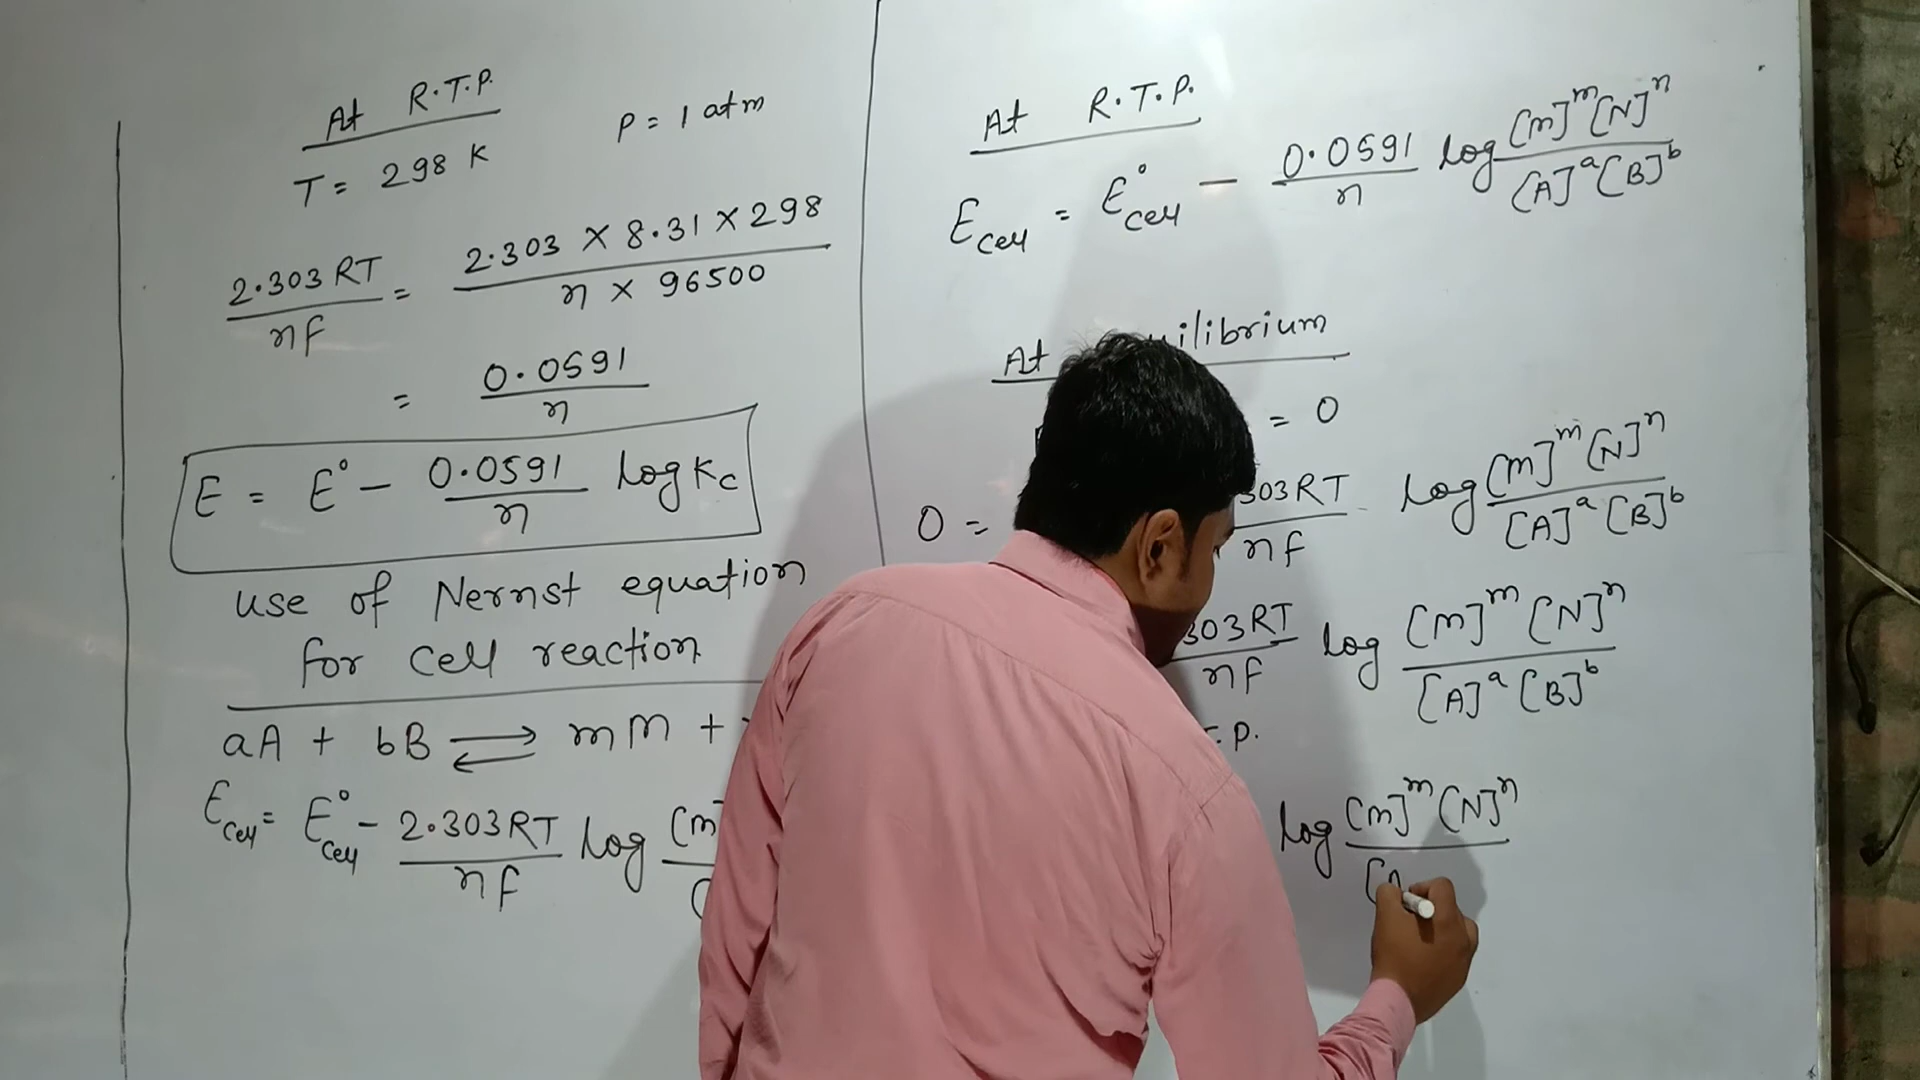 At R.T.P.
T = 298 K P = 1 atm
2.303 RT / nF = 2.303 × 8.31 × 298 / n × 96500
= 0.0591 / n
E = E° − 0.0591 / n log Kc
use of Nernst equation
for cell reaction
aA + bB ⇌ mM +
Ecell = E°cell − 2.303RT / nF log [M
At R.T.P.
Ecell = E°cell − 0.0591 / n log [M]^m [N]^n / [A]^a [B]^b
At
= 0
0 = 303RT / nF log [M]^m [N]^n / [A]^a [B]^b
303RT / nF log [M]^m [N]^n / [A]^a [B]^b
P.
log [M]^m [N]^n / [A